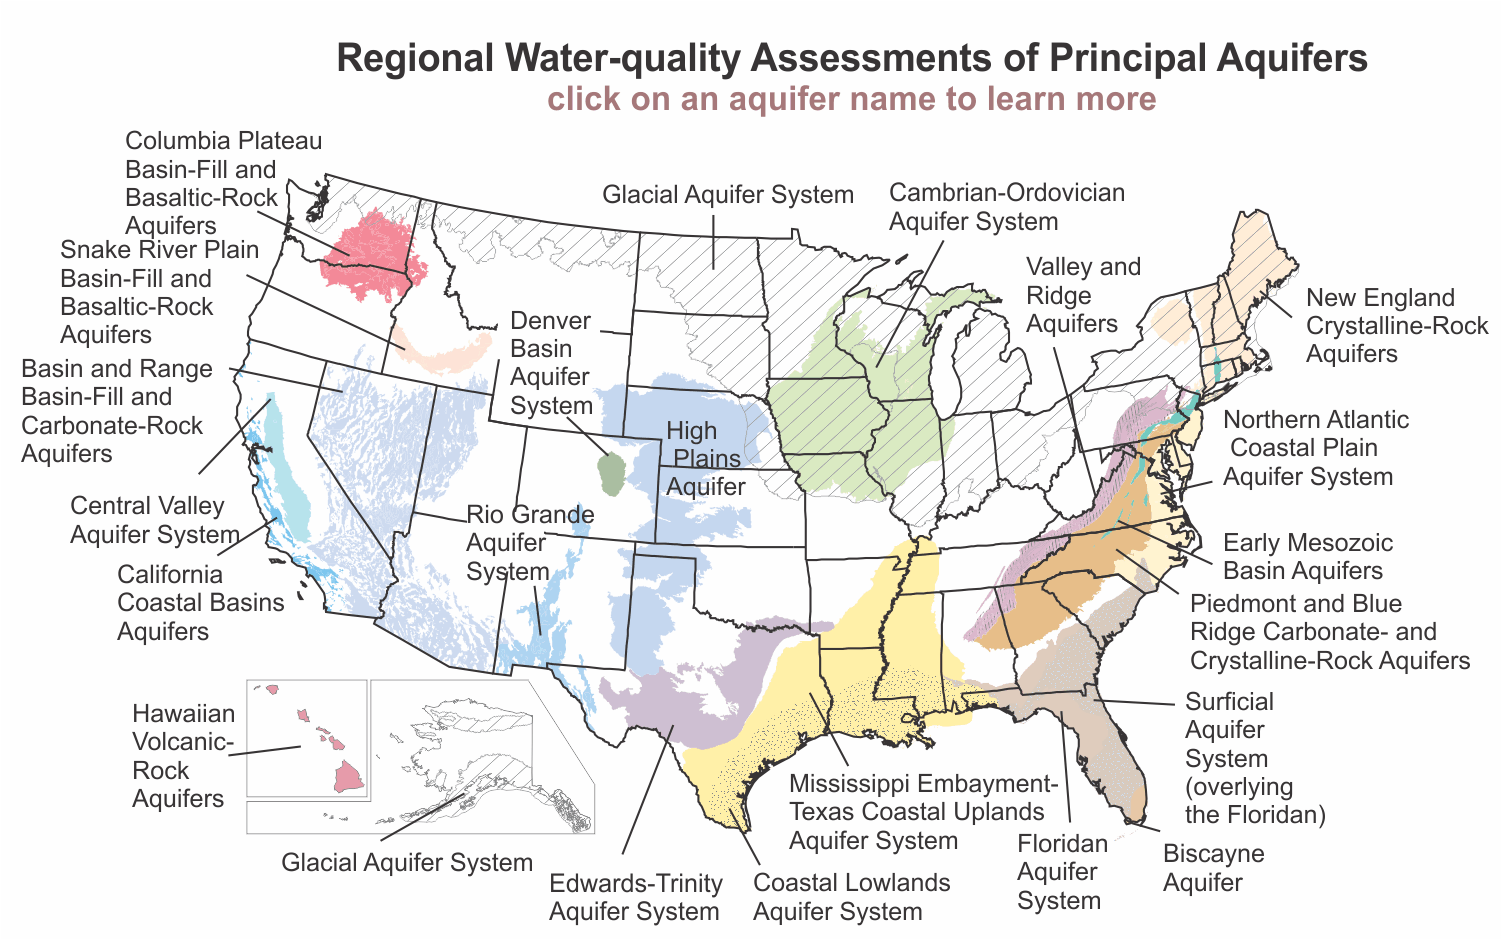 Regional Water-quality Assessments of Principal Aquifers
click on an aquifer name to learn more
Columbia Plateau
Basin-Fill and
Basaltic-Rock
Aquifers
Snake River Plain
Basin-Fill and
Basaltic-Rock
Aquifers
Basin and Range
Basin-Fill and
Carbonate-Rock
Aquifers
Central Valley
Aquifer System
California
Coastal Basins
Aquifers
Hawaiian
Volcanic-
Rock
Aquifers
Glacial Aquifer System
Denver
Basin
Aquifer
System
High
Plains
Aquifer
Rio Grande
Aquifer
System
Glacial Aquifer System
Cambrian-Ordovician
Aquifer System
Valley and
Ridge
Aquifers
New England
Crystalline-Rock
Aquifers
Northern Atlantic
Coastal Plain
Aquifer System
Early Mesozoic
Basin Aquifers
Piedmont and Blue
Ridge Carbonate- and
Crystalline-Rock Aquifers
Surficial
Aquifer
System
(overlying
the Floridan)
Biscayne
Aquifer
Floridan
Aquifer
System
Mississippi Embayment-
Texas Coastal Uplands
Aquifer System
Coastal Lowlands
Aquifer System
Edwards-Trinity
Aquifer System